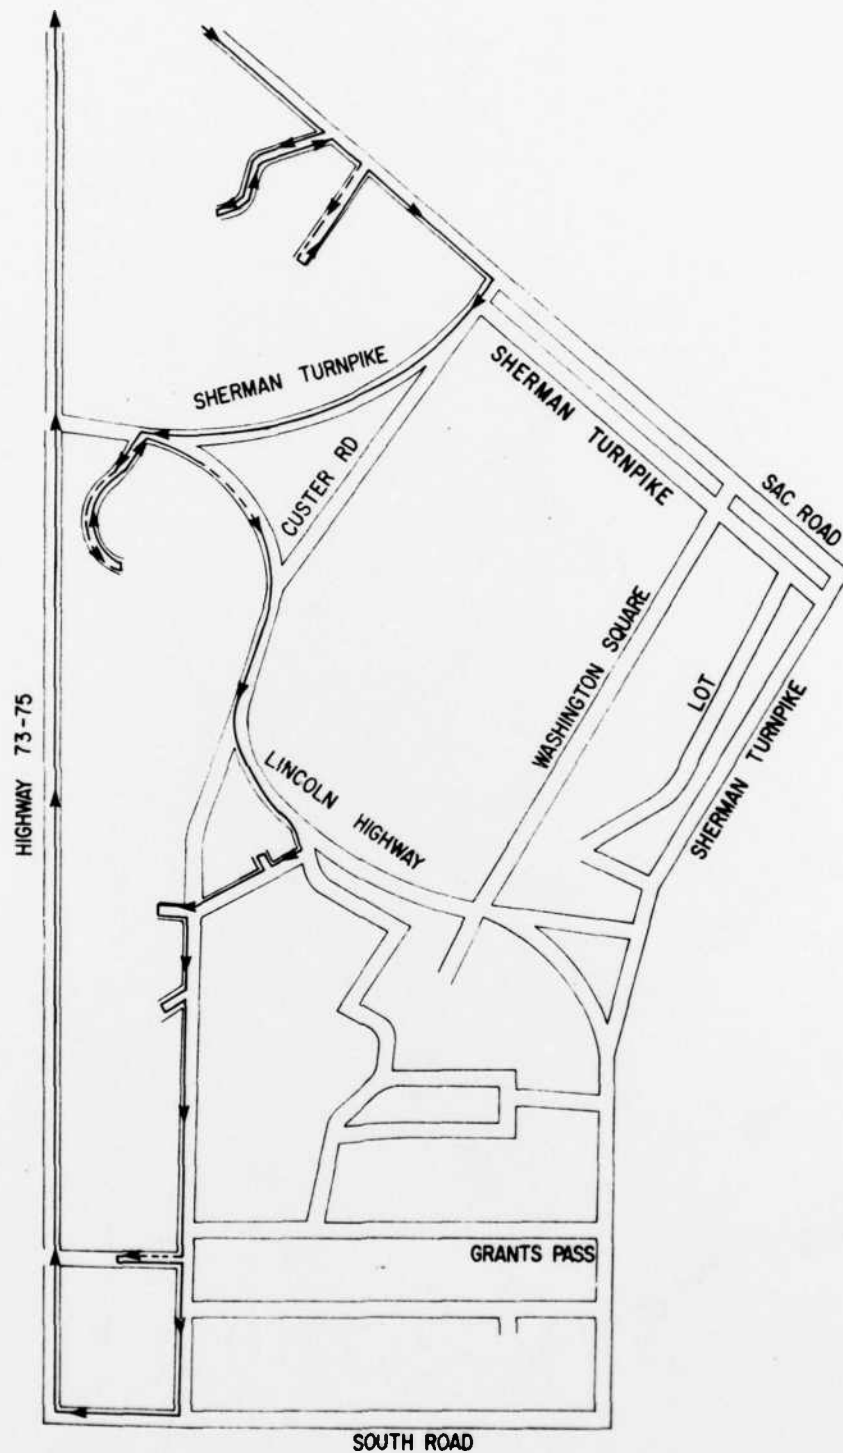 SHERMAN TURNPIKE
SHERMAN TURNPIKE
CUSTER RD
SAC ROAD
WASHINGTON SQUARE
LOT
SHERMAN TURNPIKE
HIGHWAY 73-75
LINCOLN HIGHWAY
GRANTS PASS
SOUTH ROAD